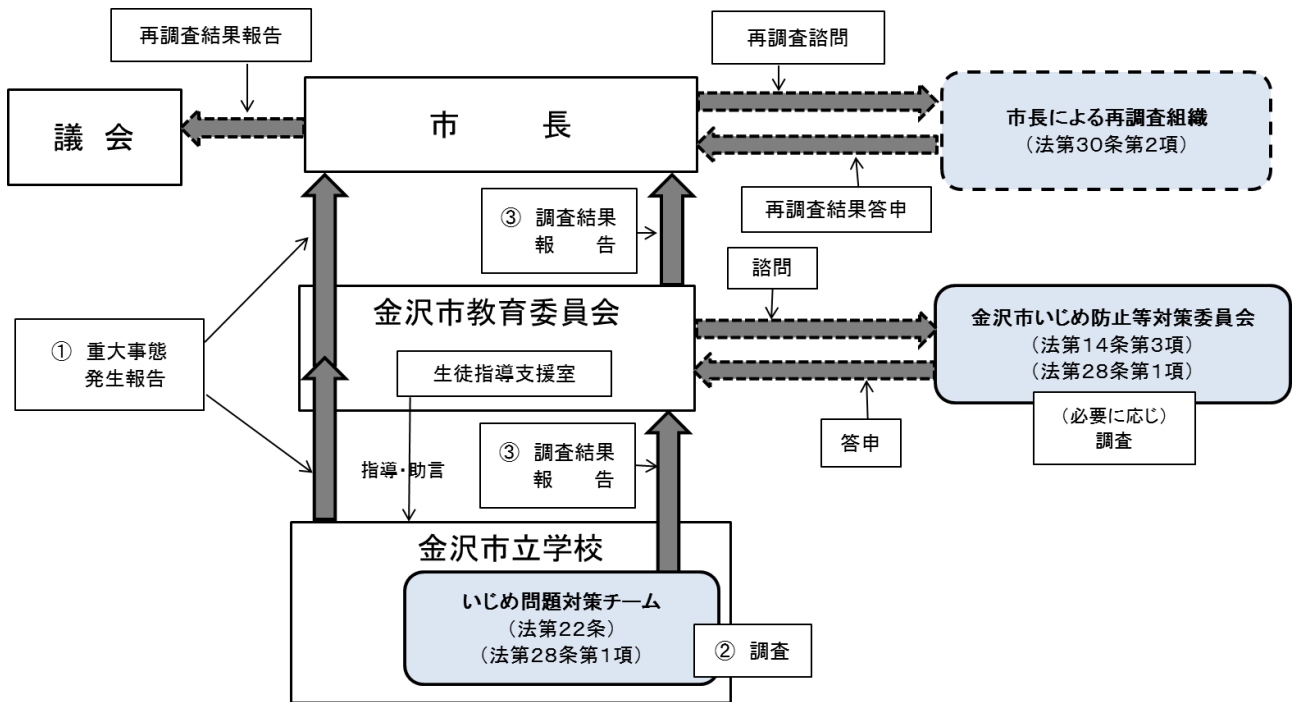 再調査結果報告
再調査諮問
議 会
市 長
市長による再調査組織
（法第30条第2項）
再調査結果答申
③ 調査結果
報 告
諮問
① 重大事態
発生報告
金沢市教育委員会
生徒指導支援室
金沢市いじめ防止等対策委員会
（法第14条第3項）
（法第28条第1項）
（必要に応じ）
調査
答申
指導・助言
③ 調査結果
報 告
金沢市立学校
いじめ問題対策チーム
（法第22条）
（法第28条第1項）
② 調査